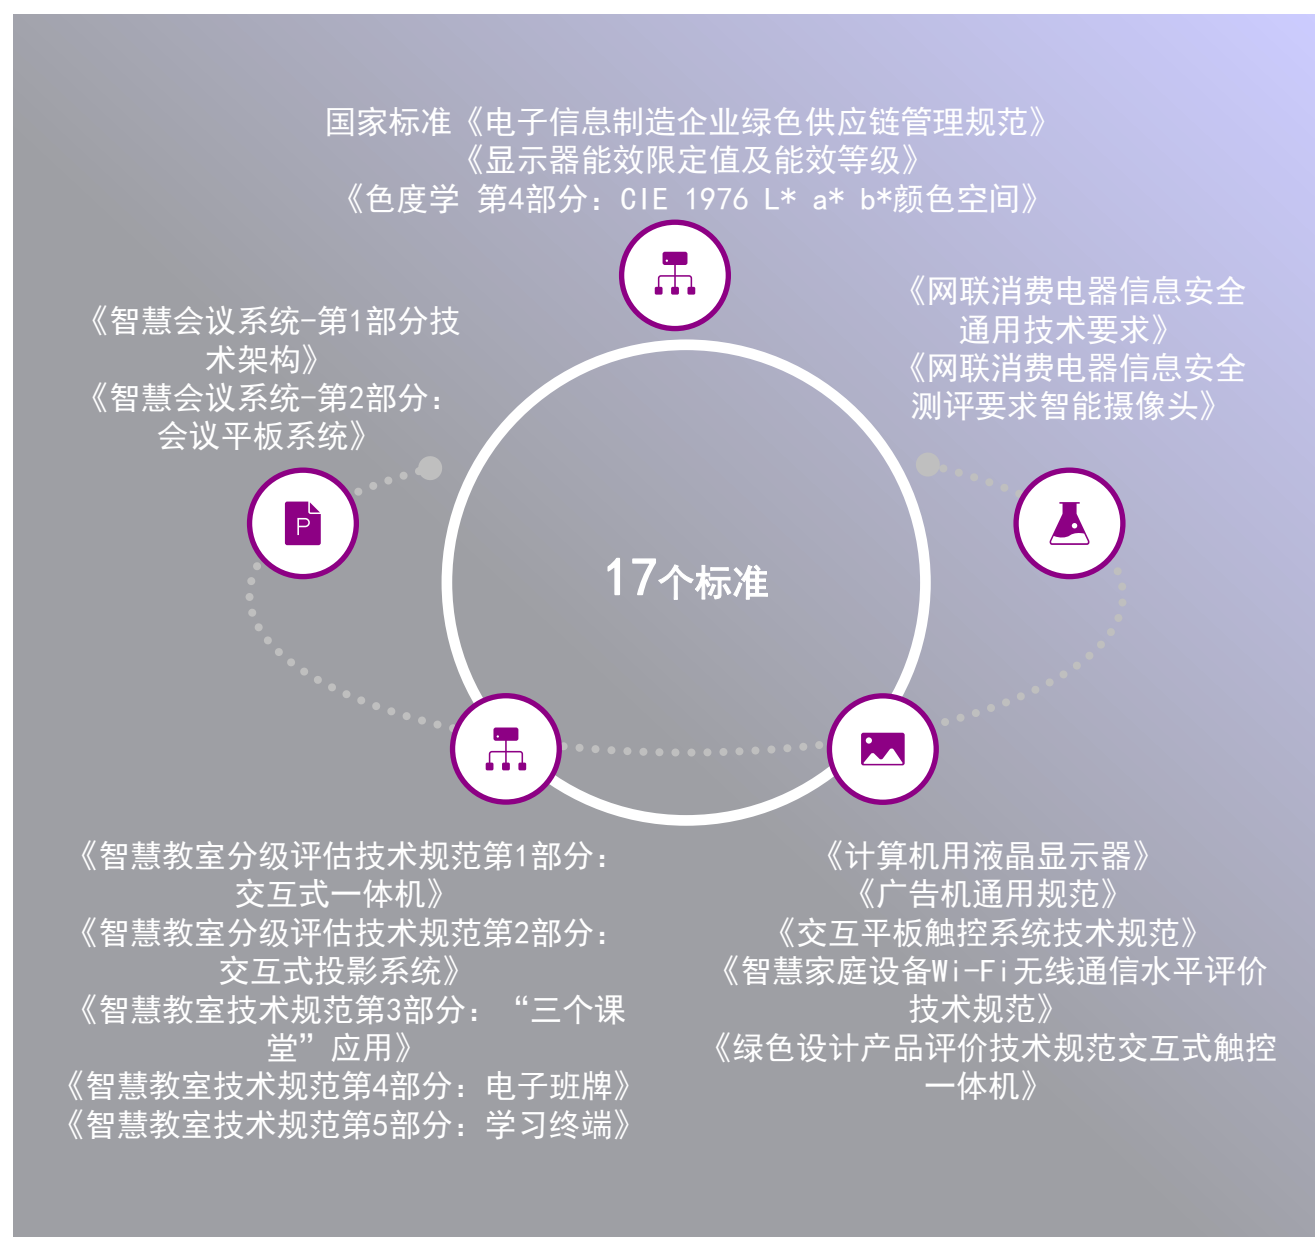 国家标准《电子信息制造企业绿色供应链管理规范》
《显示器能效限定值及能效等级》
《色度学 第4部分：CIE 1976 L* a* b*颜色空间》
《智慧会议系统-第1部分技
术架构》
《智慧会议系统-第2部分：
会议平板系统》
《网联消费电器信息安全
通用技术要求》
《网联消费电器信息安全
测评要求智能摄像头》
P
17个标准
《智慧教室分级评估技术规范第1部分：
交互式一体机》
《智慧教室分级评估技术规范第2部分：
交互式投影系统》
《智慧教室技术规范第3部分：“三个课
堂”应用》
《智慧教室技术规范第4部分：电子班牌》
《智慧教室技术规范第5部分：学习终端》
《计算机用液晶显示器》
《广告机通用规范》
《交互平板触控系统技术规范》
《智慧家庭设备Wi-Fi无线通信水平评价
技术规范》
《绿色设计产品评价技术规范交互式触控
一体机》